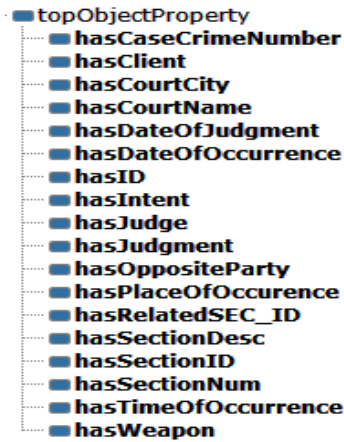 topObjectProperty
hasCaseCrimeNumber
hasClient
hasCourtCity
hasCourtName
hasDateOfJudgment
hasDateOfOccurrence
hasID
hasIntent
hasJudge
hasJudgment
hasOppositeParty
hasPlaceOfOccurence
hasRelatedSEC_ID
hasSectionDesc
hasSectionID
hasSectionNum
hasTimeOfOccurrence
hasWeapon